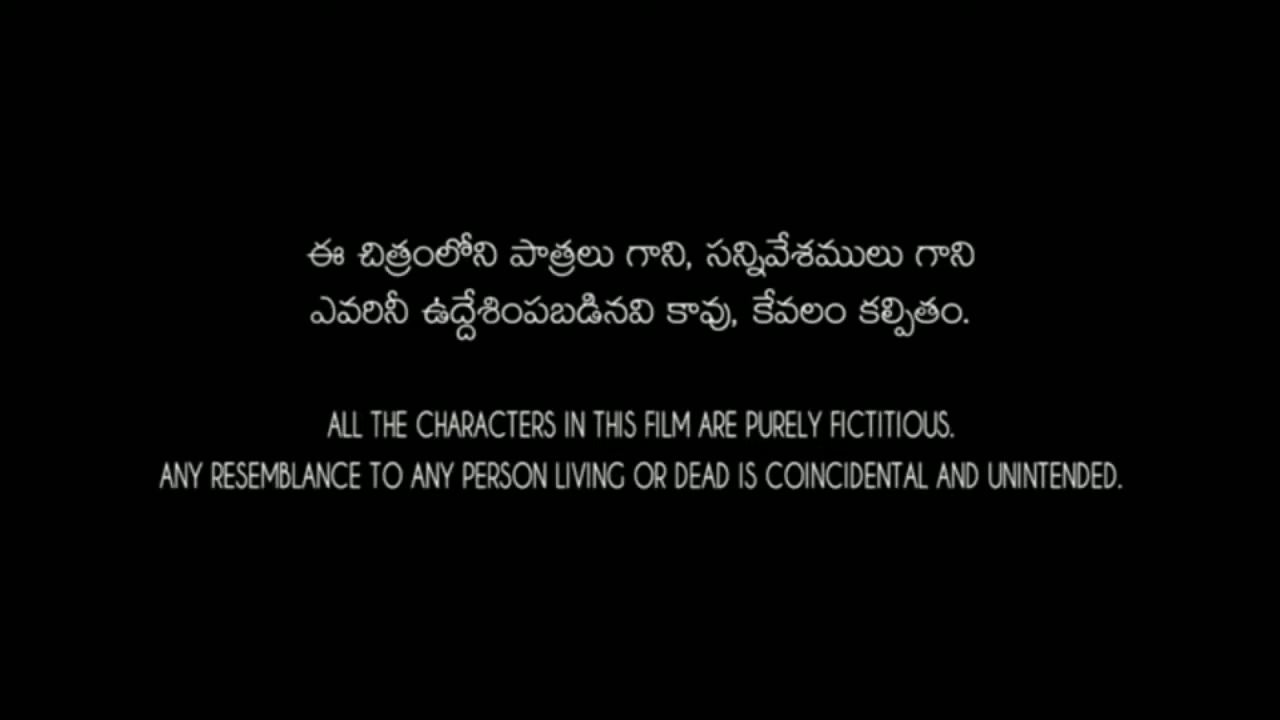 ఈ చిత్రంలోని పాత్రలు గాని, సన్నివేశములు గాని
ఎవరినీ ఉద్దేశింపబడినవి కావు, కేవలం కల్పితం.
ALL THE CHARACTERS IN THIS FILM ARE PURELY FICTITIOUS.
ANY RESEMBLANCE TO ANY PERSON LIVING OR DEAD IS COINCIDENTAL AND UNINTENDED.